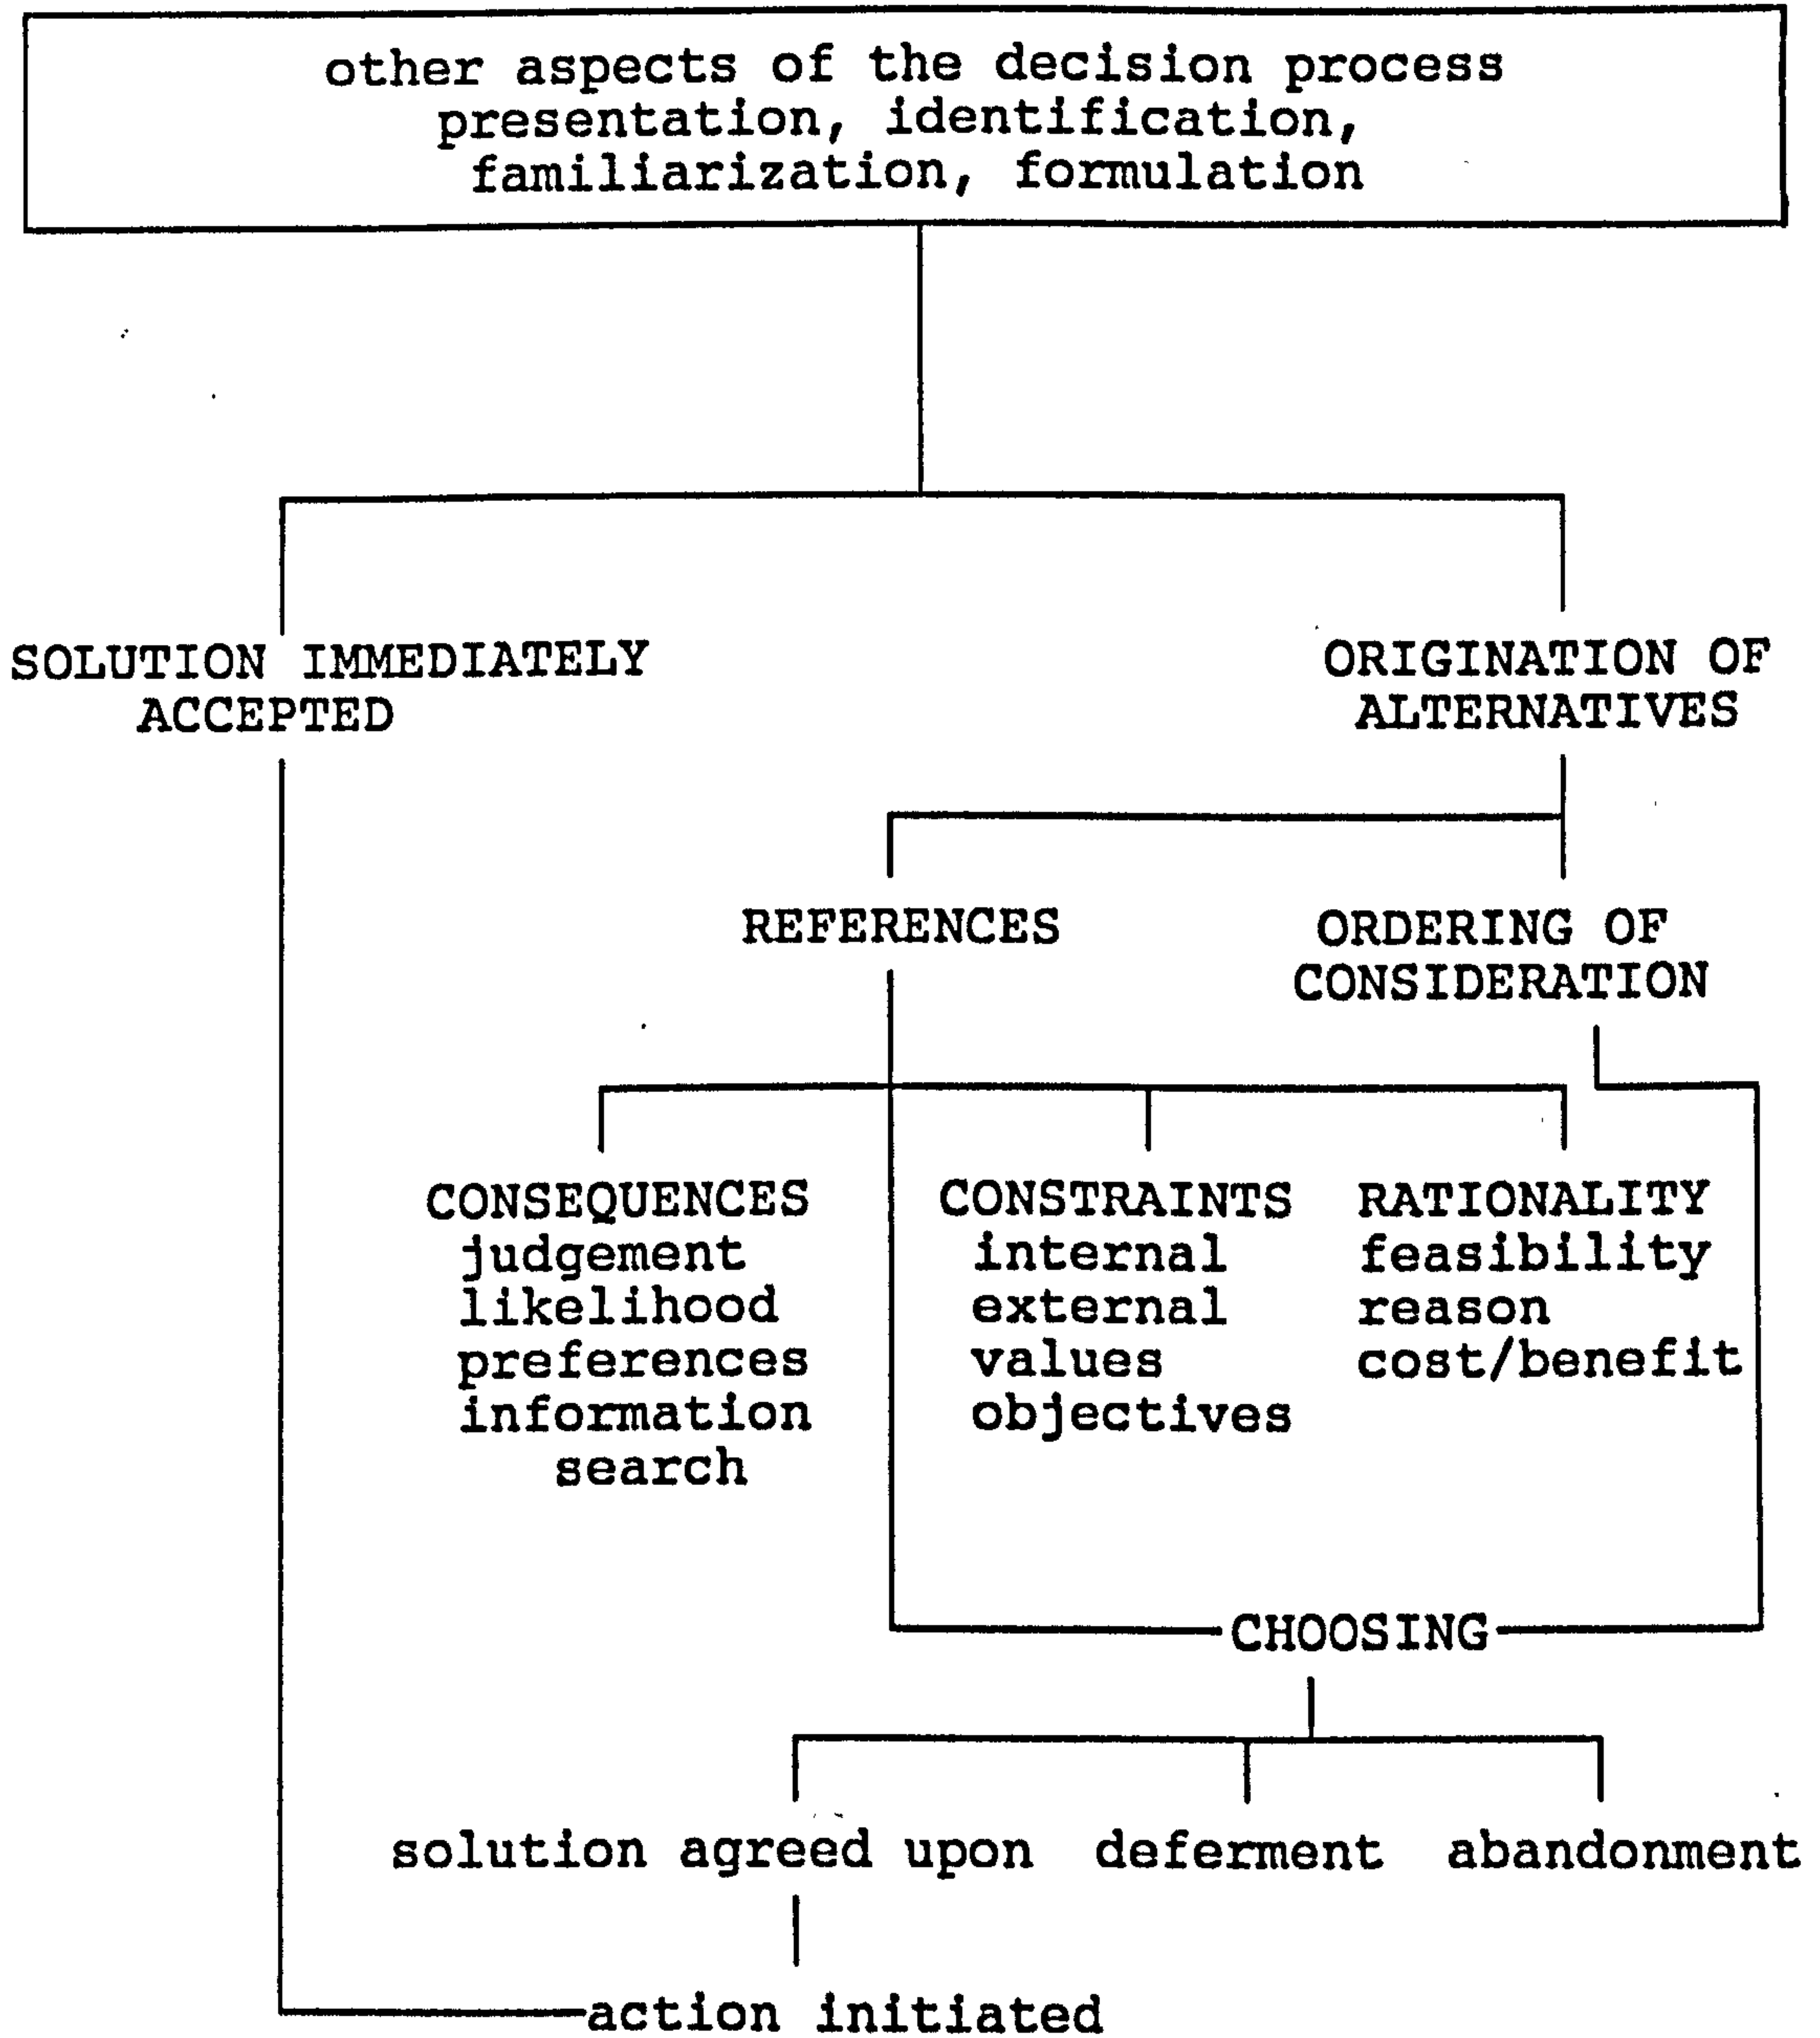 other aspects of the decision process
presentation, identification,
familiarization, formulation
SOLUTION IMMEDIATELY
ACCEPTED
ORIGINATION OF
ALTERNATIVES
REFERENCES
ORDERING OF
CONSIDERATION
CONSEQUENCES
judgement
likelihood
preferences
information
search
CONSTRAINTS
internal
external
values
objectives
RATIONALITY
feasibility
reason
cost/benefit
CHOOSING
solution agreed upon
deferment
abandonment
action initiated